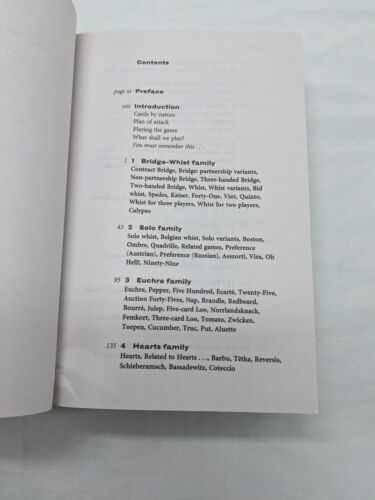 Contents
page xi Preface
xiii Introduction
Cards by nature
Plan of attack
Playing the game
What shall we play?
You must remember this . . .
1 1 Bridge-Whist family
Contract Bridge, Bridge: partnership variants,
Non-partnership Bridge, Three-handed Bridge,
Two-handed Bridge, Whist, Whist variants, Bid
whist, Spades, Kaiser, Forty-One, Vint, Quinto,
Whist for three players, Whist for two players,
Calypso
43 2 Solo family
Solo whist, Belgian whist, Solo variants, Boston,
Ombre, Quadrille, Related games, Preference
(Austrian), Preference (Russian), Asszorti, Vira, Oh
Hell!, Ninety-Nine
95 3 Euchre family
Euchre, Pepper, Five Hundred, Ecarté, Twenty-Five,
Auction Forty-Fives, Nap, Brandle, Redbeard,
Bourré, Julep, Five-card Loo, Norrlandsknack,
Femkort, Three-card Loo, Tomato, Zwicken,
Toepen, Cucumber, Truc, Put, Aluette
135 4 Hearts family
Hearts, Related to Hearts . . ., Barbu, Tëtka, Reversis,
Schieberamsch, Bassadewitz, Coteccio